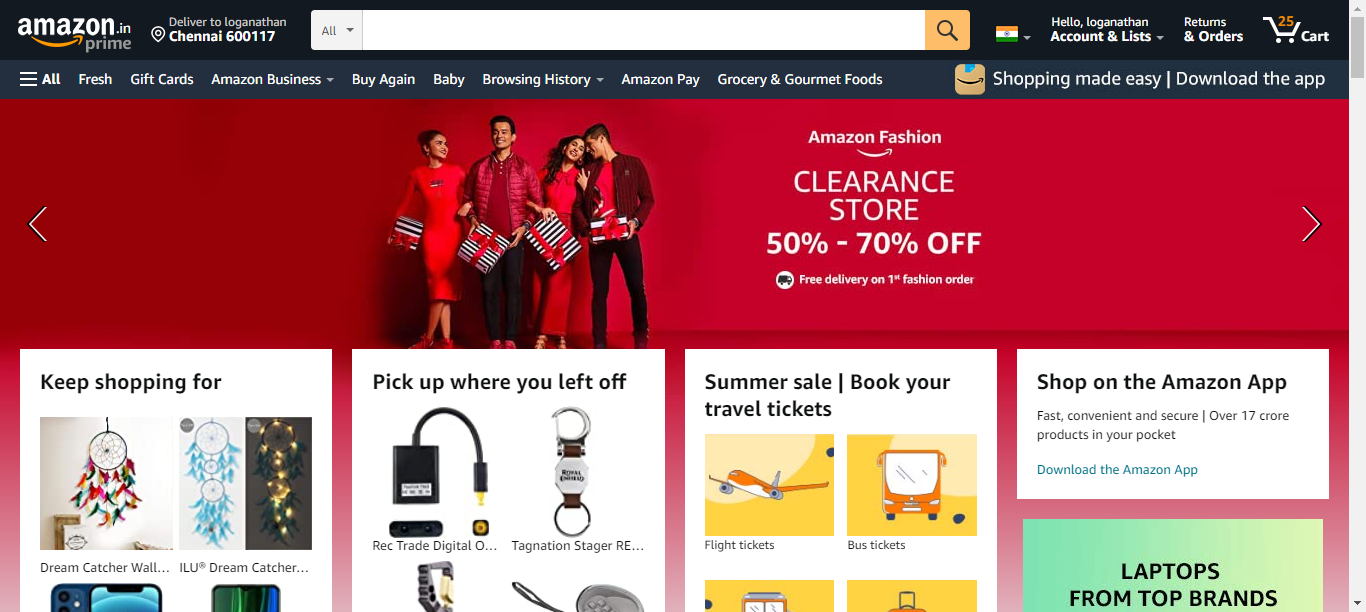 amazon.in
prime
Deliver to loganathan
Chennai 600117
All
Hello, loganathan
Account & Lists
Returns
& Orders
25
Cart
All Fresh Gift Cards Amazon Business Buy Again Baby Browsing History Amazon Pay Grocery & Gourmet Foods
Shopping made easy | Download the app
Amazon Fashion
CLEARANCE
STORE
50% - 70% OFF
Free delivery on 1st fashion order
Keep shopping for
Dream Catcher Wall...
ILU® Dream Catcher...
Pick up where you left off
ROYAL
ENFIELD
Rec Trade Digital O...
Tagnation Stager RE...
Summer sale | Book your
travel tickets
Flight tickets
Bus tickets
Shop on the Amazon App
Fast, convenient and secure | Over 17 crore
products in your pocket
Download the Amazon App
LAPTOPS
FROM TOP BRANDS